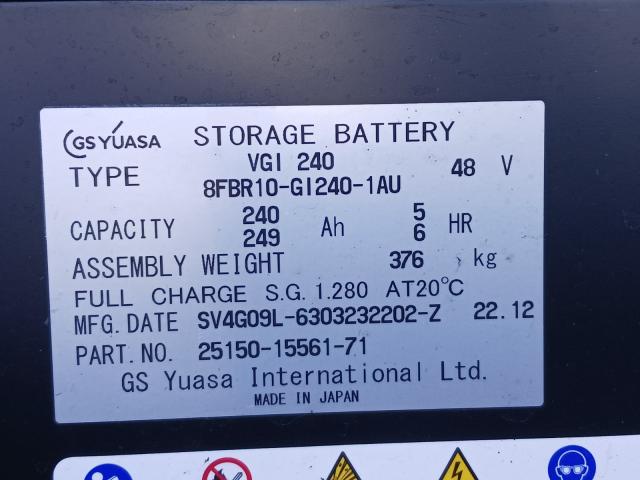 GS YUASA STORAGE BATTERY
TYPE VGI 240 48 V
8FBR10-GI240-1AU
CAPACITY 240 Ah 5 HR
249 6
ASSEMBLY WEIGHT 376 kg
FULL CHARGE S.G. 1.280 AT20℃
MFG. DATE SV4G09L-6303232202-Z 22.12
PART. NO. 25150-15561-71
GS Yuasa International Ltd.
MADE IN JAPAN